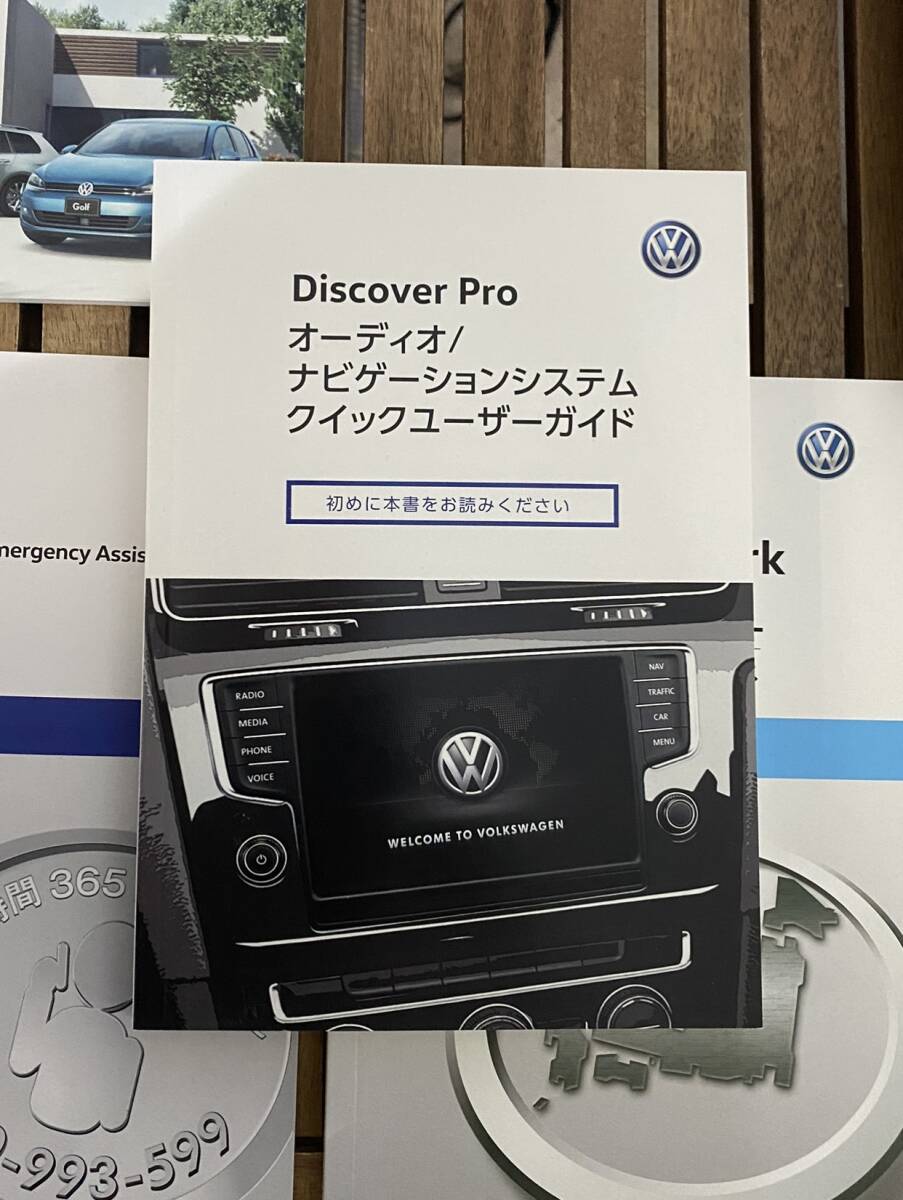 Golf
Discover Pro
オーディオ/
ナビゲーションシステム
クイックユーザーガイド
初めに本書をお読みください
mergency Assis
rk
RADIO
MEDIA
PHONE
VOICE
NAV
TRAFFIC
CAR
MENU
WELCOME TO VOLKSWAGEN
時間 365
-993-599